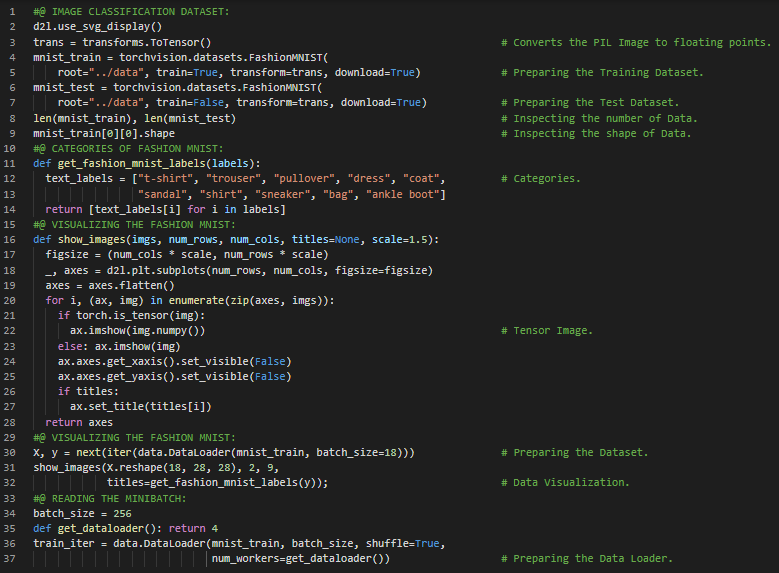 1 #@ IMAGE CLASSIFICATION DATASET:
2 d2l.use_svg_display()
3 trans = transforms.ToTensor() # Converts the PIL Image to floating points.
4 mnist_train = torchvision.datasets.FashionMNIST(
5 root="../data", train=True, transform=trans, download=True) # Preparing the Training Dataset.
6 mnist_test = torchvision.datasets.FashionMNIST(
7 root="../data", train=False, transform=trans, download=True) # Preparing the Test Dataset.
8 len(mnist_train), len(mnist_test) # Inspecting the number of Data.
9 mnist_train[0][0].shape # Inspecting the shape of Data.
10 #@ CATEGORIES OF FASHION MNIST:
11 def get_fashion_mnist_labels(labels):
12 text_labels = ["t-shirt", "trouser", "pullover", "dress", "coat", # Categories.
13 "sandal", "shirt", "sneaker", "bag", "ankle boot"]
14 return [text_labels[i] for i in labels]
15 #@ VISUALIZING THE FASHION MNIST:
16 def show_images(imgs, num_rows, num_cols, titles=None, scale=1.5):
17 figsize = (num_cols * scale, num_rows * scale)
18 _, axes = d2l.plt.subplots(num_rows, num_cols, figsize=figsize)
19 axes = axes.flatten()
20 for i, (ax, img) in enumerate(zip(axes, imgs)):
21 if torch.is_tensor(img):
22 ax.imshow(img.numpy()) # Tensor Image.
23 else: ax.imshow(img)
24 ax.axes.get_xaxis().set_visible(False)
25 ax.axes.get_yaxis().set_visible(False)
26 if titles:
27 ax.set_title(titles[i])
28 return axes
29 #@ VISUALIZING THE FASHION MNIST:
30 X, y = next(iter(data.DataLoader(mnist_train, batch_size=18))) # Preparing the Dataset.
31 show_images(X.reshape(18, 28, 28), 2, 9,
32 titles=get_fashion_mnist_labels(y)); # Data Visualization.
33 #@ READING THE MINIBATCH:
34 batch_size = 256
35 def get_dataloader(): return 4
36 train_iter = data.DataLoader(mnist_train, batch_size, shuffle=True,
37 num_workers=get_dataloader()) # Preparing the Data Loader.